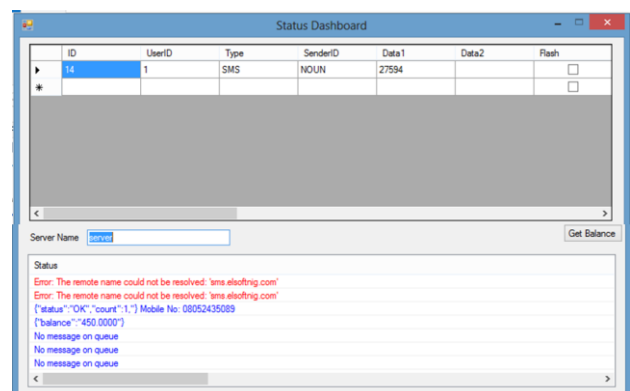 Status Dashboard
ID UserID Type SenderID Data1 Data2 Flash
14 1 SMS NOUN 27594
Server Name server Get Balance
Status
Error: The remote name could not be resolved: 'sms.elsoftnig.com'
Error: The remote name could not be resolved: 'sms.elsoftnig.com'
{"status":"OK","count":1,"} Mobile No: 08052435089
{"balance":"450.0000"}
No message on queue
No message on queue
No message on queue